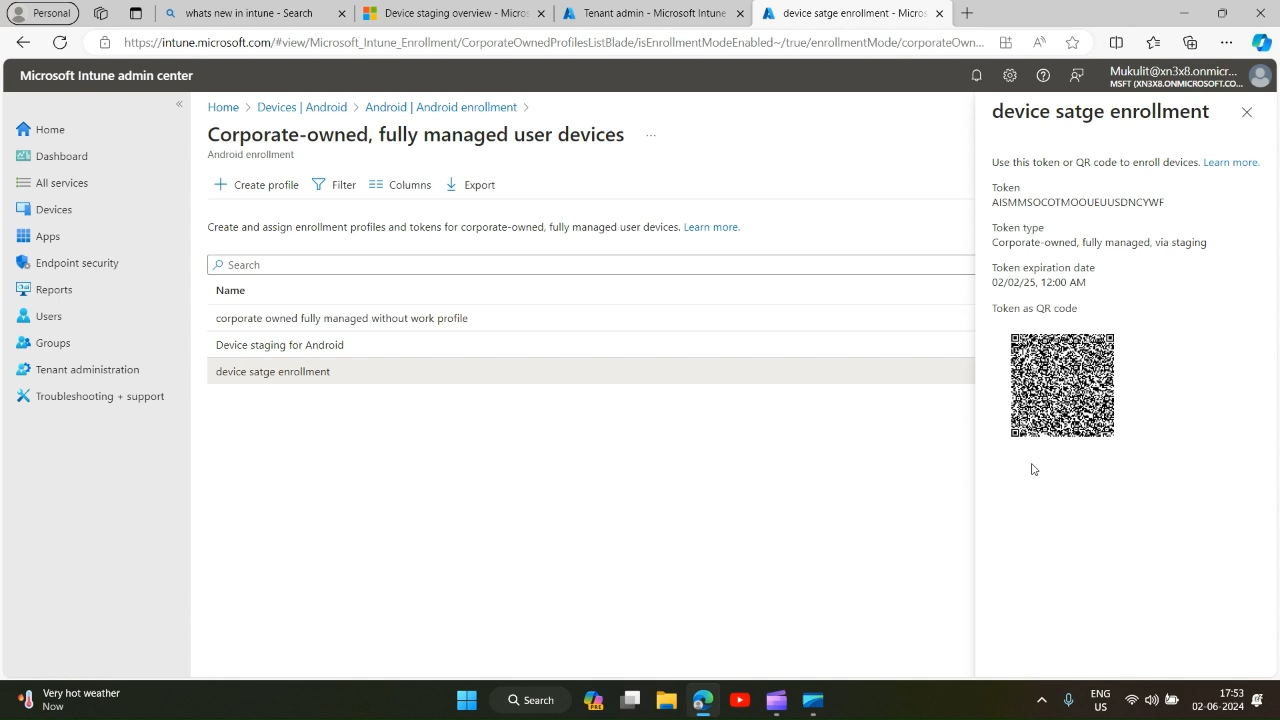 Personal
whats new in intune - Search
Device staging overview - Micros
Tenant admin - Microsoft Intune
device satge enrollment - Micros
https://intune.microsoft.com/#view/Microsoft_Intune_Enrollment/CorporateOwnedProfilesListBlade/isEnrollmentModeEnabled~/true/enrollmentMode/corporateOwn...
Microsoft Intune admin center
Mukulit@xn3x8.onmicr...
MSFT (XN3X8.ONMICROSOFT.CO...
Home
Dashboard
All services
Devices
Apps
Endpoint security
Reports
Users
Groups
Tenant administration
Troubleshooting + support
Home > Devices | Android > Android | Android enrollment >
Corporate-owned, fully managed user devices ...
Android enrollment
Create profile Filter Columns Export
Create and assign enrollment profiles and tokens for corporate-owned, fully managed user devices. Learn more.
Search
Name
corporate owned fully managed without work profile
Device staging for Android
device satge enrollment
device satge enrollment
Use this token or QR code to enroll devices. Learn more.
Token
AISMMSOCOTMOOUEUUSDNCYWF
Token type
Corporate-owned, fully managed, via staging
Token expiration date
02/02/25, 12:00 AM
Token as QR code
Very hot weather
Now
Search
PRE
ENG
US
17:53
02-06-2024